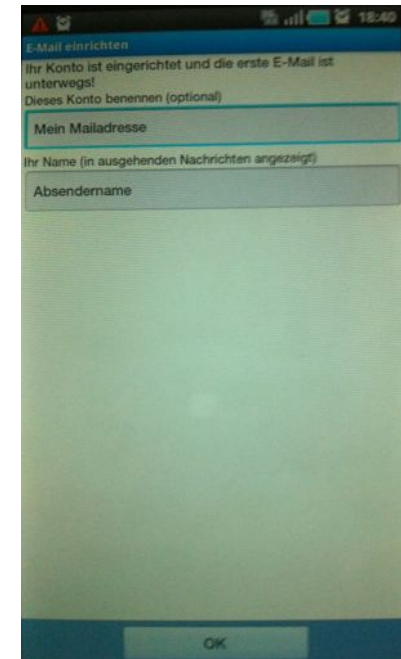 18:40
E-Mail einrichten
Ihr Konto ist eingerichtet und die erste E-Mail ist
unterwegs!
Dieses Konto benennen (optional)
Mein Mailadresse
Ihr Name (in ausgehenden Nachrichten angezeigt)
Absendername
OK